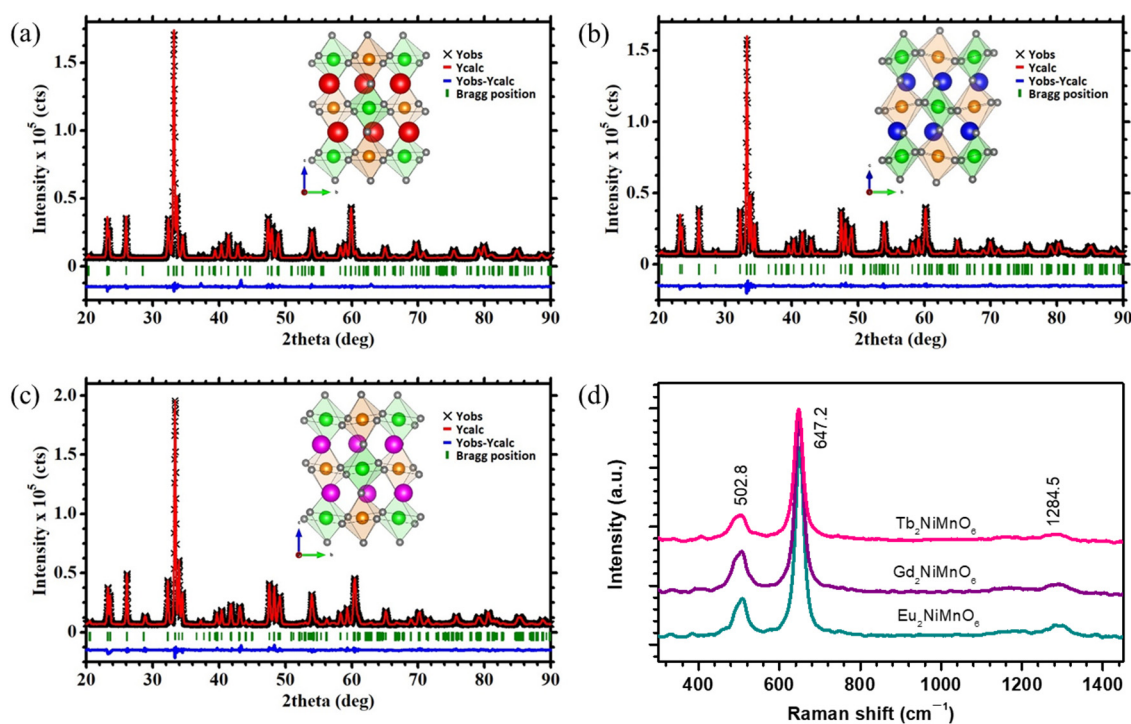 (a)
Intensity x 10⁵ (cts)
1.5
1.0
0.5
0
Yobs
Ycalc
Yobs-Ycalc
Bragg position
20 30 40 50 60 70 80 90
2theta (deg)
(b)
Intensity x 10⁵ (cts)
1.5
1.0
0.5
0
Yobs
Ycalc
Yobs-Ycalc
Bragg position
20 30 40 50 60 70 80 90
2theta (deg)
(c)
Intensity x 10⁵ (cts)
2.0
1.5
1.0
0.5
0
Yobs
Ycalc
Yobs-Ycalc
Bragg position
20 30 40 50 60 70 80 90
2theta (deg)
(d)
Intensity (a.u.)
502.8
647.2
1284.5
Tb₂NiMnO₆
Gd₂NiMnO₆
Eu₂NiMnO₆
400 600 800 1000 1200 1400
Raman shift (cm⁻¹)